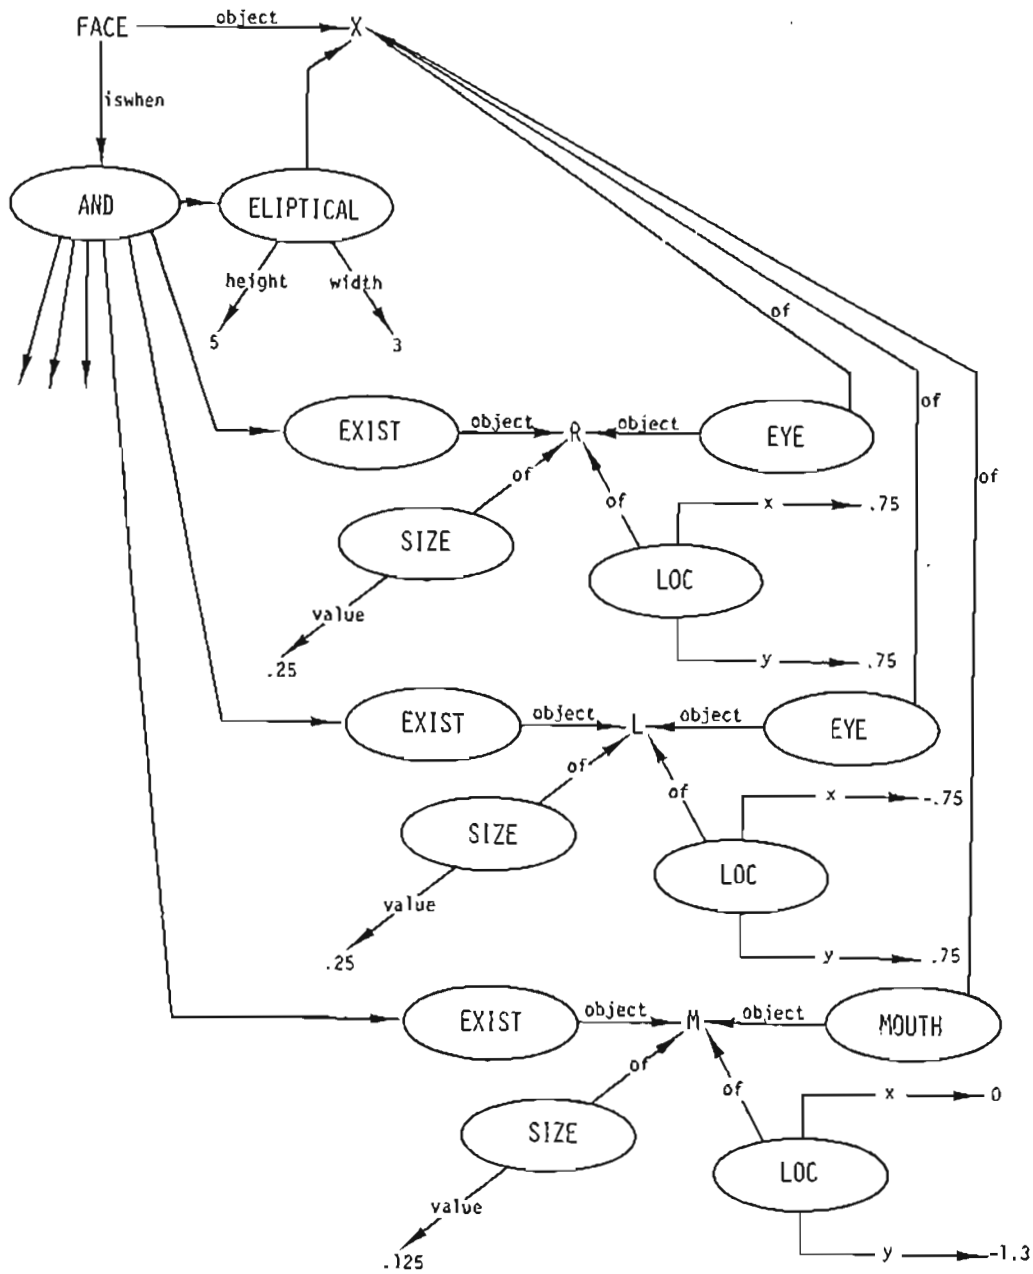 FACE object X
iswhen
AND ELIPTICAL
height width
5 3
of
of
of
EXIST object R object EYE
of of
SIZE
x .75
LOC
value
.25
y .75
EXIST object L object EYE
of of
x -.75
SIZE
LOC
value
.25
y .75
EXIST object M object MOUTH
of of
x 0
SIZE
LOC
value
.125
y -1.3